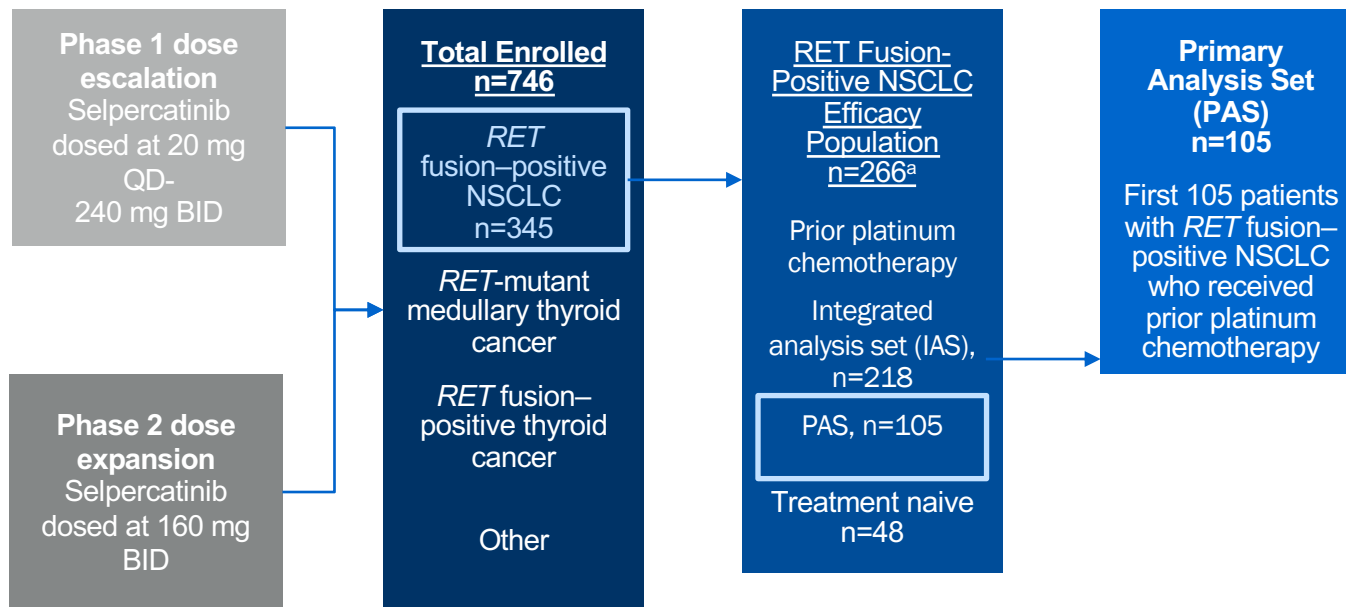 Phase 1 dose
escalation
Selpercatinib
dosed at 20 mg
QD-
240 mg BID
Phase 2 dose
expansion
Selpercatinib
dosed at 160 mg
BID
Total Enrolled
n=746
RET
fusion–positive
NSCLC
n=345
RET-mutant
medullary thyroid
cancer
RET fusion–
positive thyroid
cancer
Other
RET Fusion-
Positive NSCLC
Efficacy
Population
n=266ᵃ
Prior platinum
chemotherapy
Integrated
analysis set (IAS),
n=218
PAS, n=105
Treatment naive
n=48
Primary
Analysis Set
(PAS)
n=105
First 105 patients
with RET fusion–
positive NSCLC
who received
prior platinum
chemotherapy